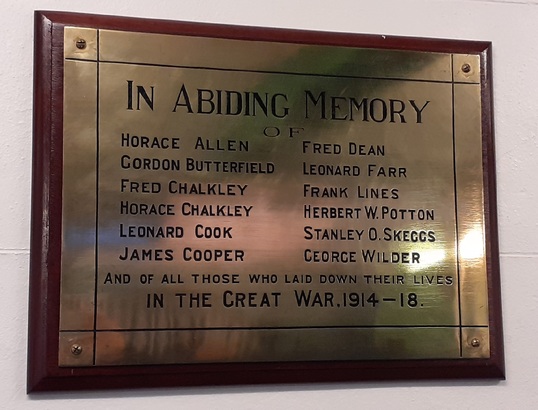 IN ABIDING MEMORY
OF
HORACE ALLEN
GORDON BUTTERFIELD
FRED CHALKLEY
HORACE CHALKLEY
LEONARD COOK
JAMES COOPER
FRED DEAN
LEONARD FARR
FRANK LINES
HERBERT W. POTTON
STANLEY O. SKEGGS
GEORGE WILDER
AND OF ALL THOSE WHO LAID DOWN THEIR LIVES
IN THE GREAT WAR. 1914-18.